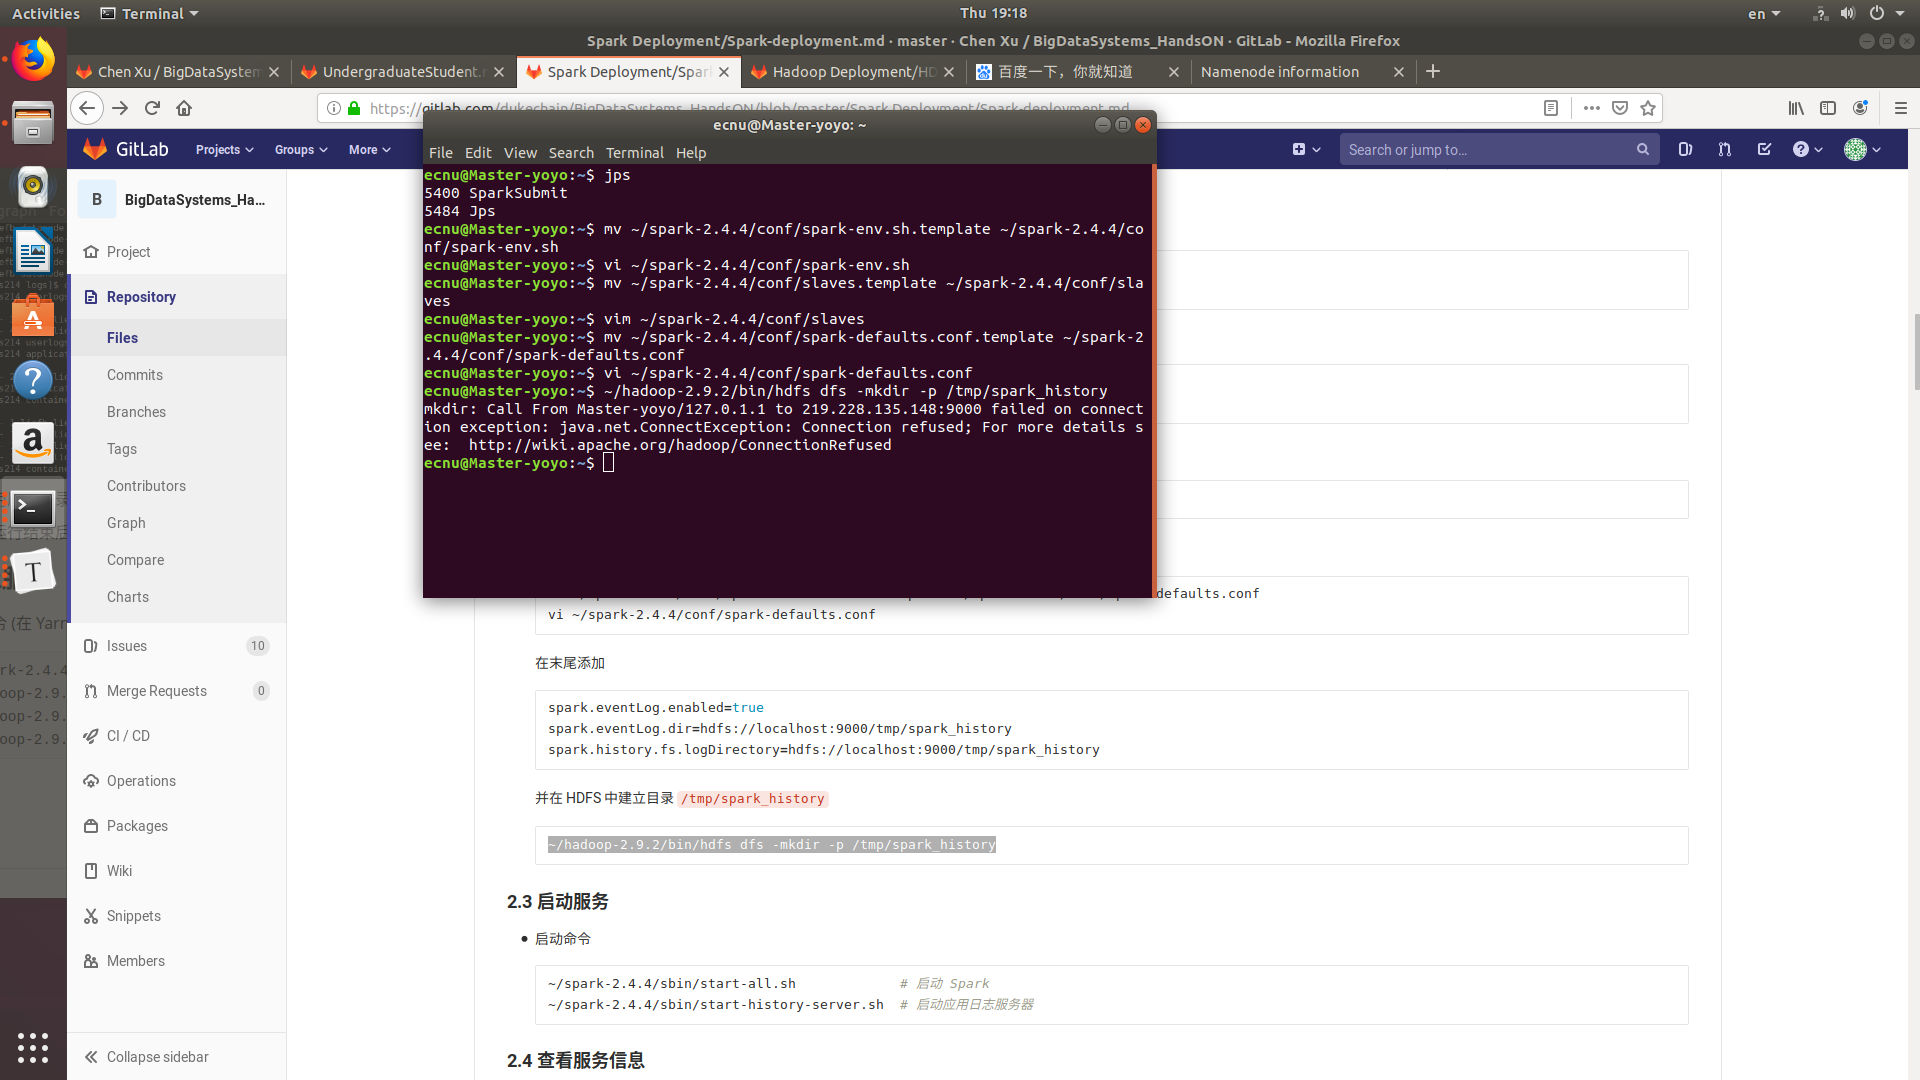 Activities
Terminal
Thu 19:18
en
Spark Deployment/Spark-deployment.md · master · Chen Xu / BigDataSystems_HandsON · GitLab - Mozilla Firefox
Chen Xu / BigDataSystem
UndergraduateStudent.
Spark Deployment/Spar
Hadoop Deployment/HD
百度一下，你就知道
Namenode information
https://gitlab.com/dukechain/BigDataSystems_HandsON/blob/master/Spark Deployment/Spark-deployment.md
GitLab
Projects
Groups
More
Search or jump to...
ecnu@Master-yoyo: ~
File Edit View Search Terminal Help
ecnu@Master-yoyo:~$ jps
5400 SparkSubmit
5484 Jps
ecnu@Master-yoyo:~$ mv ~/spark-2.4.4/conf/spark-env.sh.template ~/spark-2.4.4/co
nf/spark-env.sh
ecnu@Master-yoyo:~$ vi ~/spark-2.4.4/conf/spark-env.sh
ecnu@Master-yoyo:~$ mv ~/spark-2.4.4/conf/slaves.template ~/spark-2.4.4/conf/sla
ves
ecnu@Master-yoyo:~$ vim ~/spark-2.4.4/conf/slaves
ecnu@Master-yoyo:~$ mv ~/spark-2.4.4/conf/spark-defaults.conf.template ~/spark-2
.4.4/conf/spark-defaults.conf
ecnu@Master-yoyo:~$ vi ~/spark-2.4.4/conf/spark-defaults.conf
ecnu@Master-yoyo:~$ ~/hadoop-2.9.2/bin/hdfs dfs -mkdir -p /tmp/spark_history
mkdir: Call From Master-yoyo/127.0.1.1 to 219.228.135.148:9000 failed on connect
ion exception: java.net.ConnectException: Connection refused; For more details s
ee:  http://wiki.apache.org/hadoop/ConnectionRefused
ecnu@Master-yoyo:~$
B
BigDataSystems_Ha...
Project
Repository
Files
Commits
Branches
Tags
Contributors
Graph
Compare
Charts
Issues 10
Merge Requests 0
CI / CD
Operations
Packages
Wiki
Snippets
Members
Collapse sidebar
efaults.conf
vi ~/spark-2.4.4/conf/spark-defaults.conf
在末尾添加
spark.eventLog.enabled=true
spark.eventLog.dir=hdfs://localhost:9000/tmp/spark_history
spark.history.fs.logDirectory=hdfs://localhost:9000/tmp/spark_history
并在 HDFS 中建立目录 /tmp/spark_history
~/hadoop-2.9.2/bin/hdfs dfs -mkdir -p /tmp/spark_history
2.3 启动服务
启动命令
~/spark-2.4.4/sbin/start-all.sh # 启动 Spark
~/spark-2.4.4/sbin/start-history-server.sh # 启动应用日志服务器
2.4 查看服务信息